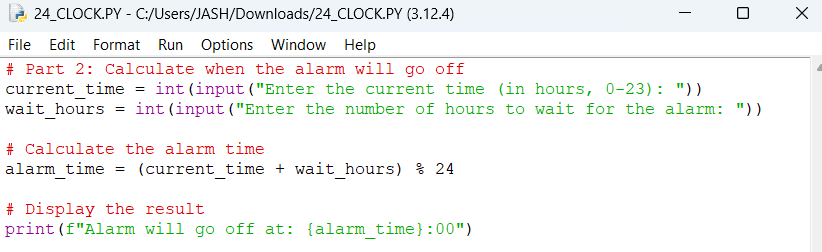 24_CLOCK.PY - C:/Users/JASH/Downloads/24_CLOCK.PY (3.12.4)
File Edit Format Run Options Window Help
# Part 2: Calculate when the alarm will go off
current_time = int(input("Enter the current time (in hours, 0-23): "))
wait_hours = int(input("Enter the number of hours to wait for the alarm: "))
# Calculate the alarm time
alarm_time = (current_time + wait_hours) % 24
# Display the result
print(f"Alarm will go off at: {alarm_time}:00")